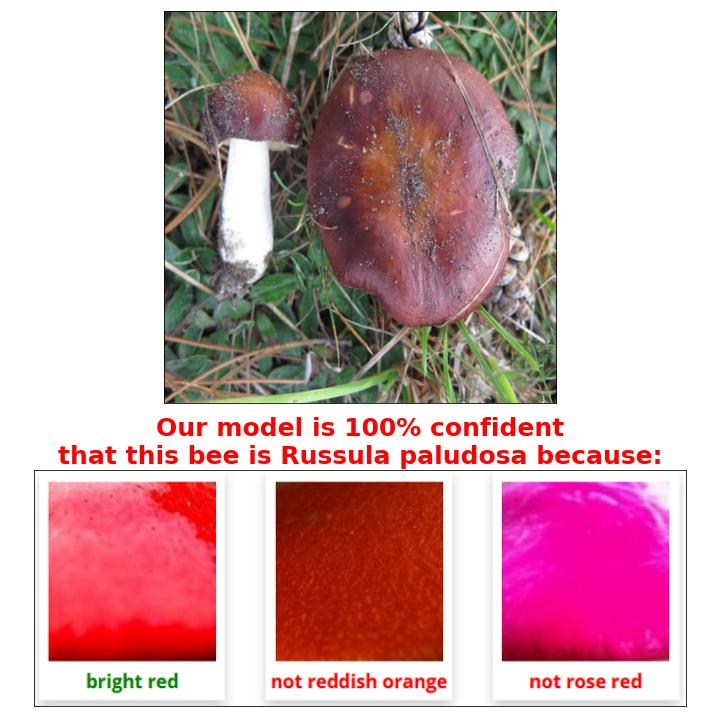 Our model is 100% confident
that this bee is Russula paludosa because:
bright red
not reddish orange
not rose red